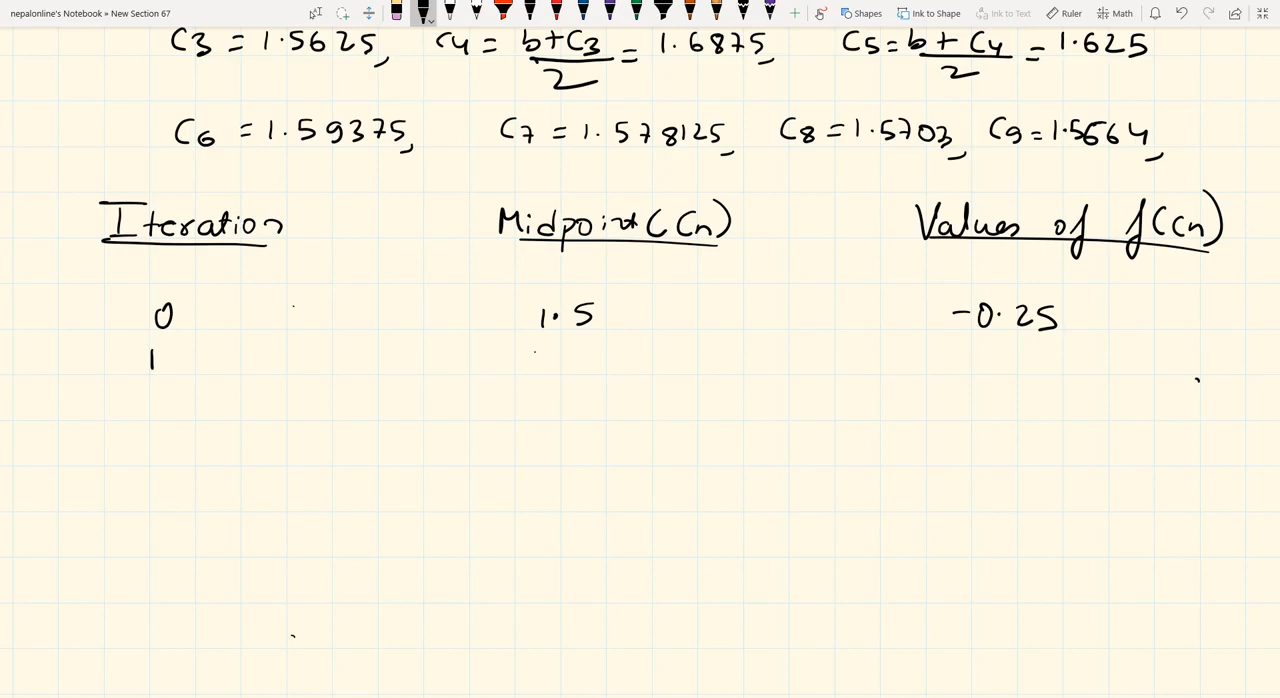 nepalonline's Notebook » New Section 67
Shapes Ink to Shape Ink to Text Ruler Math
C3 = 1.5625, C4 = b+C3/2 = 1.6875, C5 = b+C4/2 = 1.625
C6 = 1.59375, C7 = 1.578125, C8 = 1.5703, C9 = 1.5664,
Iteration Midpoint (Cn) Values of f(Cn)
0 1.5 -0.25
1